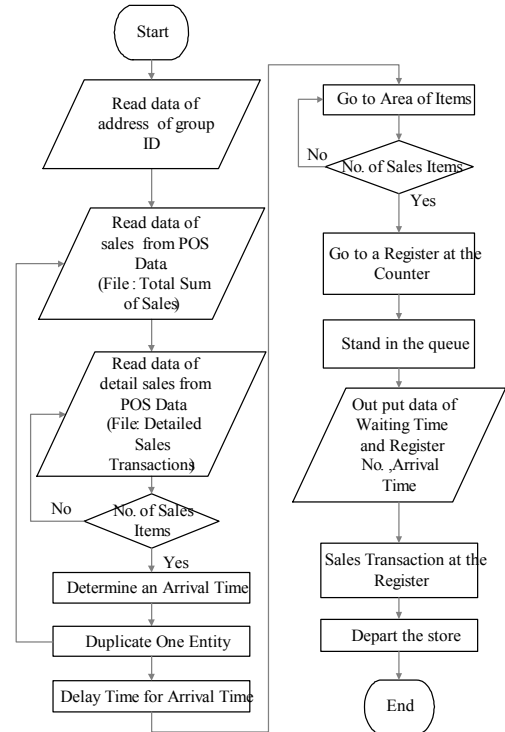 Start
Read data of
address of group
ID
Read data of
sales from POS
Data
(File : Total Sum
of Sales)
Read data of
detail sales from
POS Data
(File: Detailed
Sales
Transactions)
No
No. of Sales
Items
Yes
Determine an Arrival Time
Duplicate One Entity
Delay Time for Arrival Time
Go to Area of Items
No
No. of Sales Items
Yes
Go to a Register at the
Counter
Stand in the queue
Out put data of
Waiting Time
and Register
No. ,Arrival
Time
Sales Transaction at the
Register
Depart the store
End